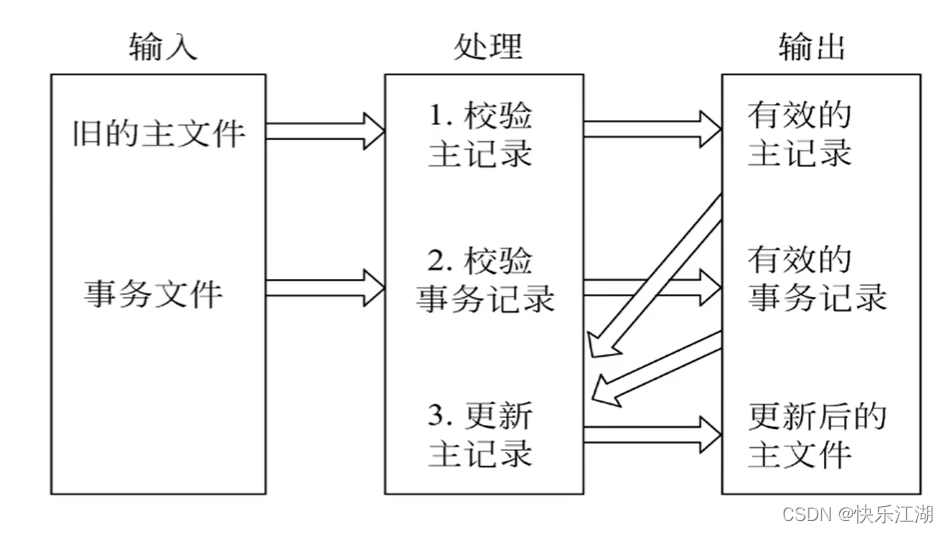 输入
处理
输出
旧的主文件
1. 校验
主记录
有效的
主记录
事务文件
2. 校验
事务记录
有效的
事务记录
3. 更新
主记录
更新后的
主文件
CSDN @快乐江湖